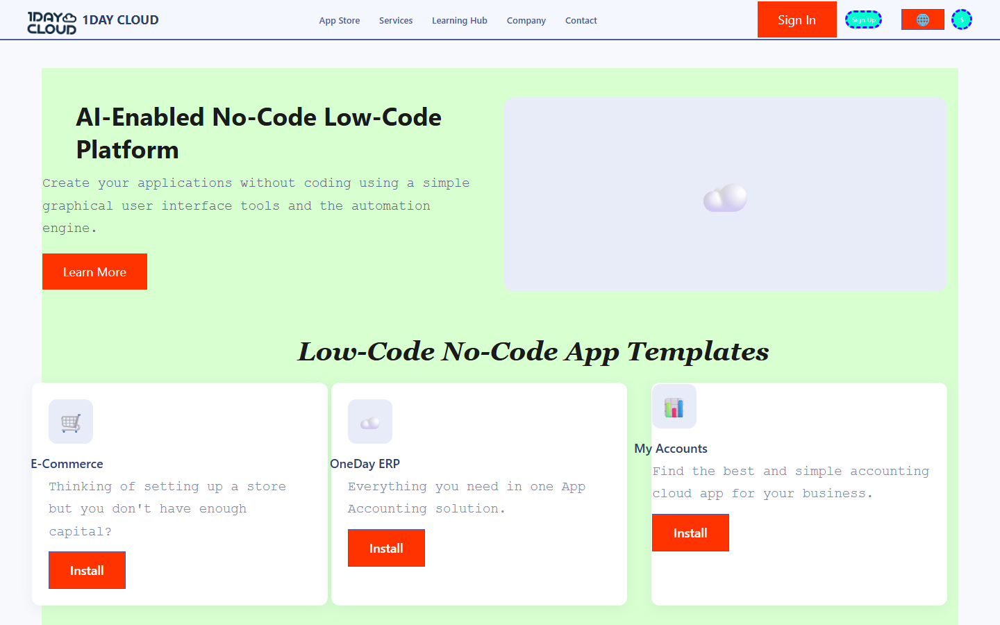 1DAY
CLOUD
1DAY CLOUD
App Store
Services
Learning Hub
Company
Contact
Sign In
Sign Up
$
AI-Enabled No-Code Low-Code
Platform
Create your applications without coding using a simple
graphical user interface tools and the automation
engine.
Learn More
Low-Code No-Code App Templates
E-Commerce
Thinking of setting up a store
but you don't have enough
capital?
Install
OneDay ERP
Everything you need in one App
Accounting solution.
Install
My Accounts
Find the best and simple accounting
cloud app for your business.
Install